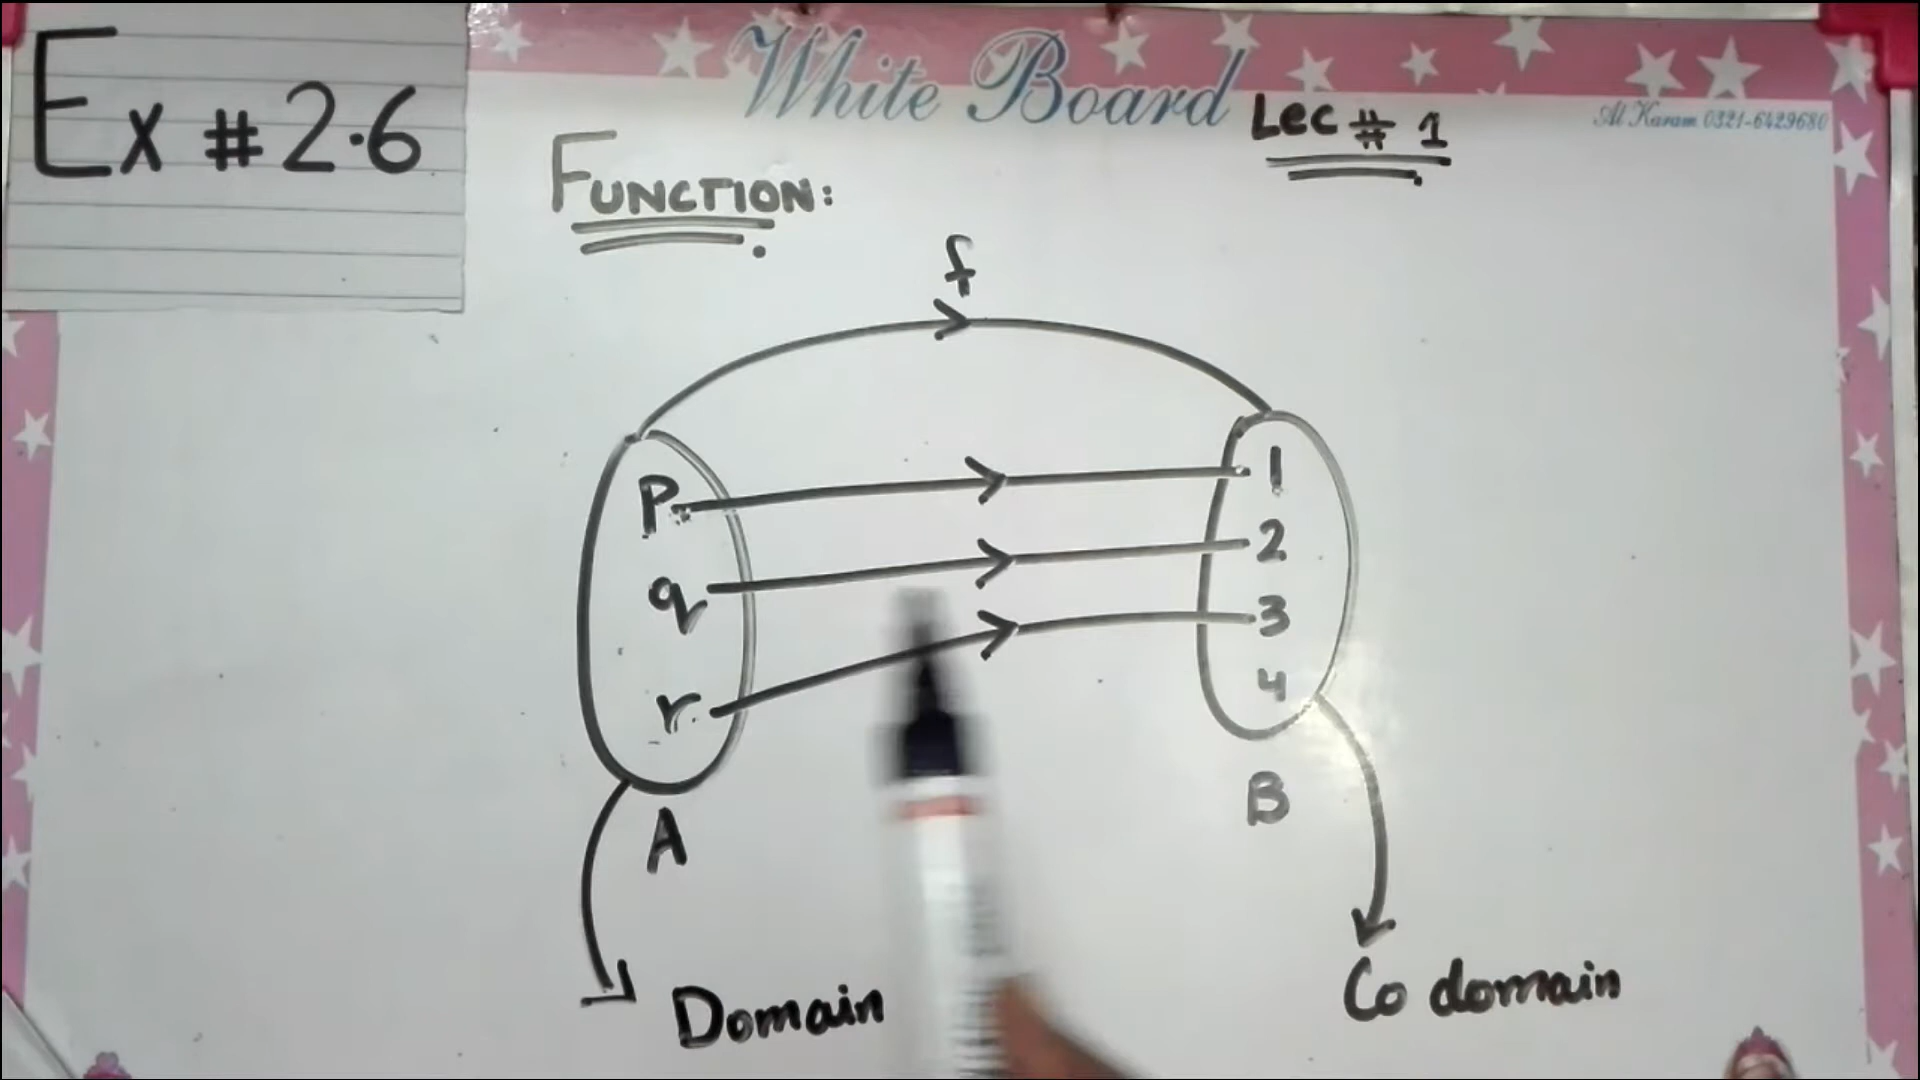 Ex # 2.6
White Board
Lec # 1
Al Karam 0321-6429680
FUNCTION:
f
P 1
q 2
r 3
4
A B
Domain Co domain